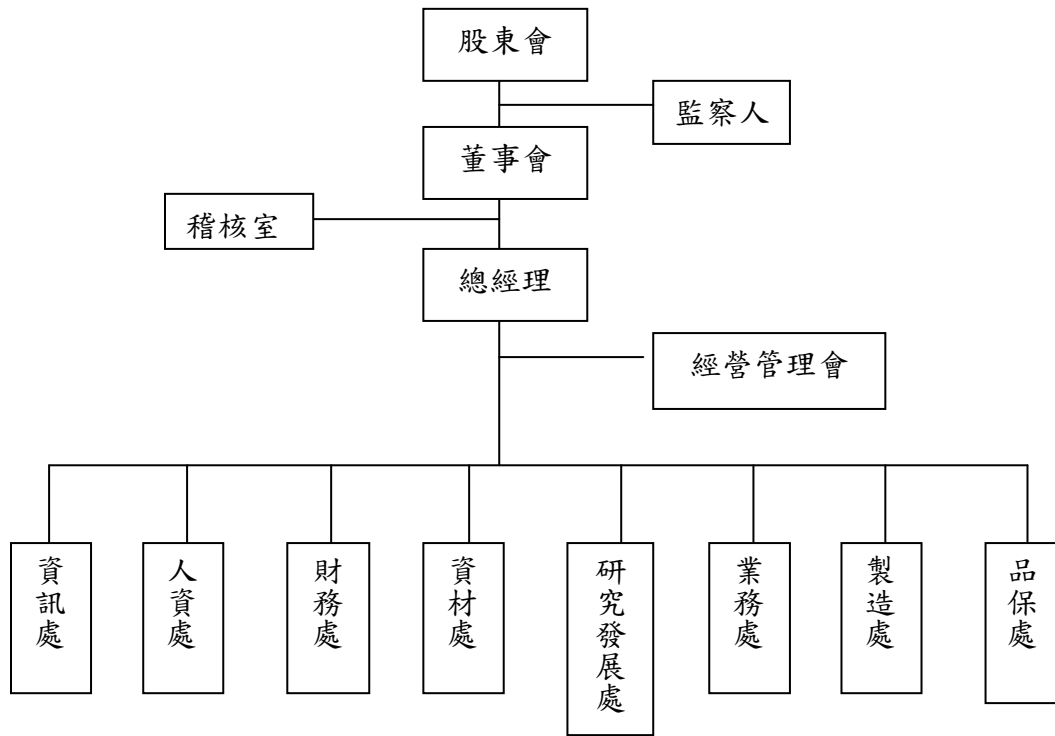 股東會
監察人
董事會
稽核室
總經理
經營管理會
資訊處
人資處
財務處
資材處
研究發展處
業務處
製造處
品保處